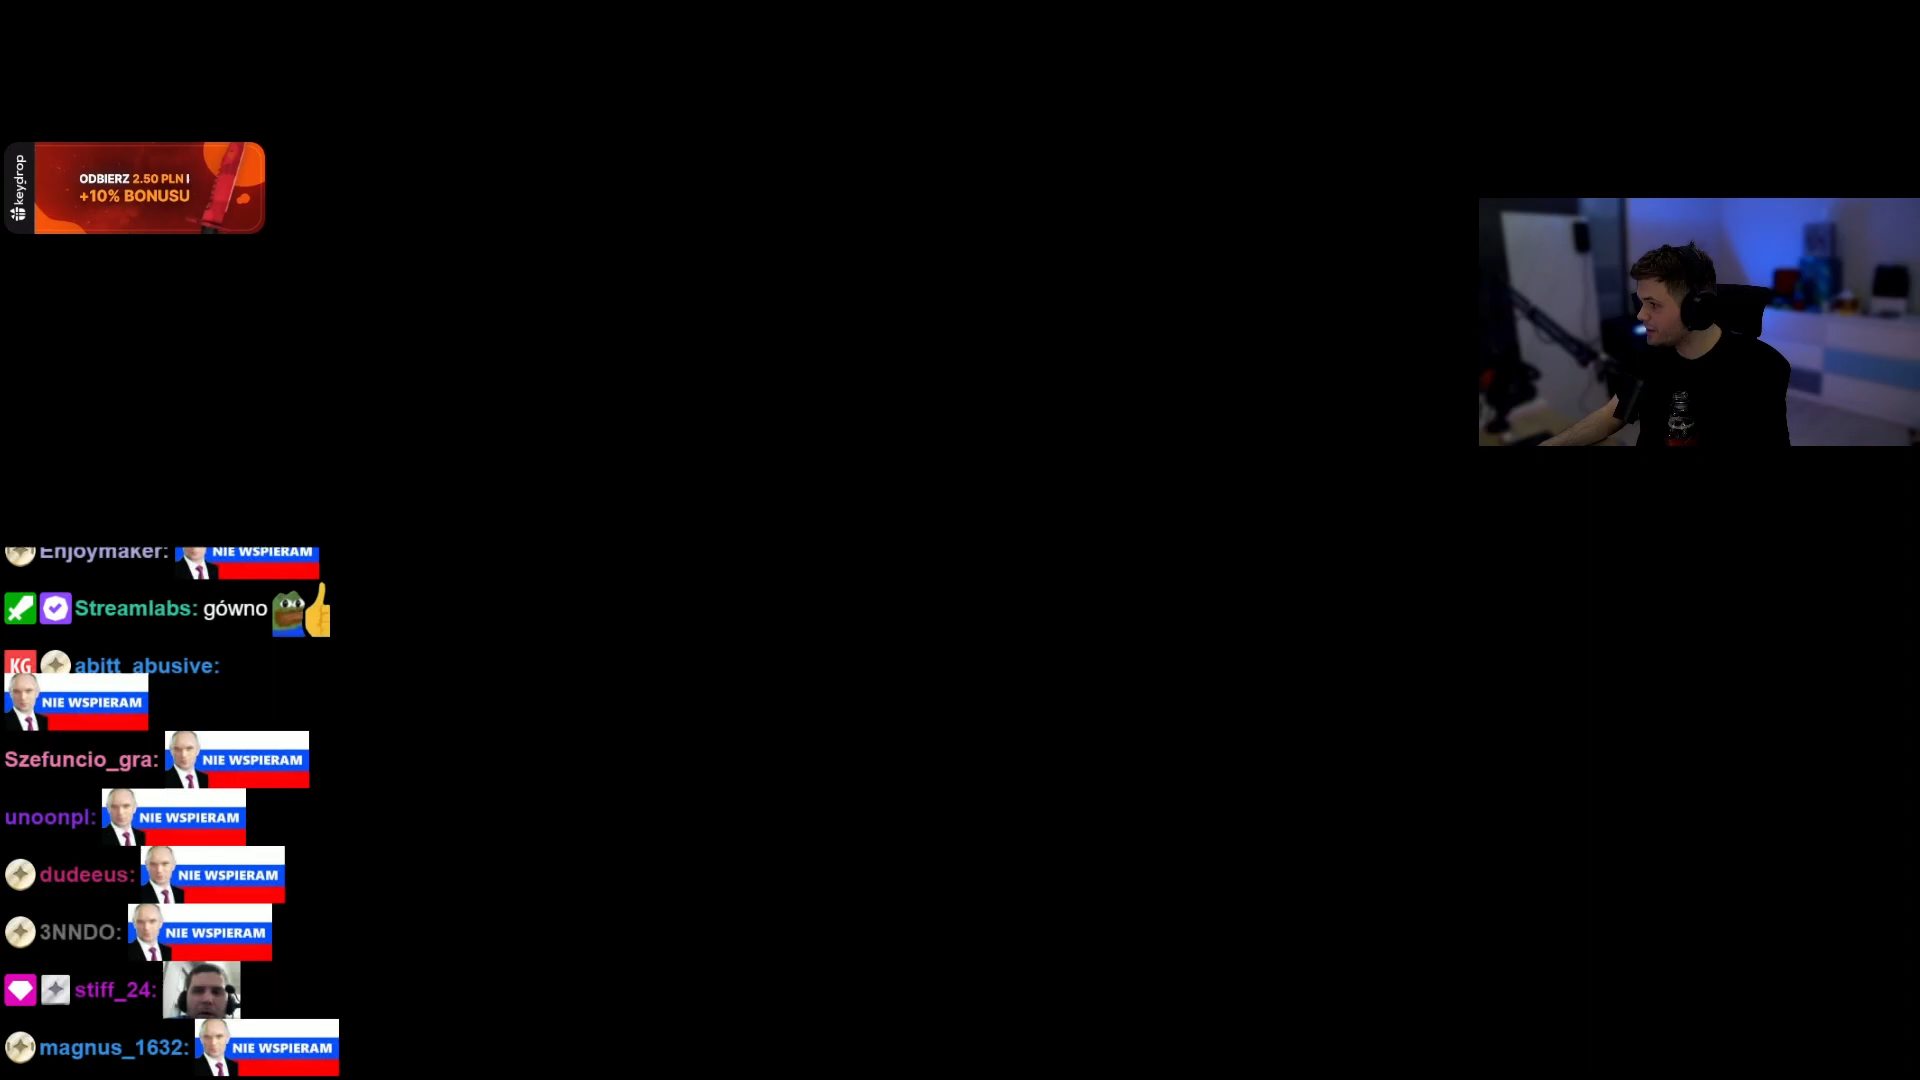 keydrop
ODBIERZ 2.50 PLN I
+10% BONUSU
Enjoymaker: NIE WSPIERAM
Streamlabs: gówno
KG abitt_abusive:
NIE WSPIERAM
Szefuncio_gra: NIE WSPIERAM
unoonpl: NIE WSPIERAM
dudeeus: NIE WSPIERAM
3NNDO: NIE WSPIERAM
stiff_24:
magnus_1632: NIE WSPIERAM